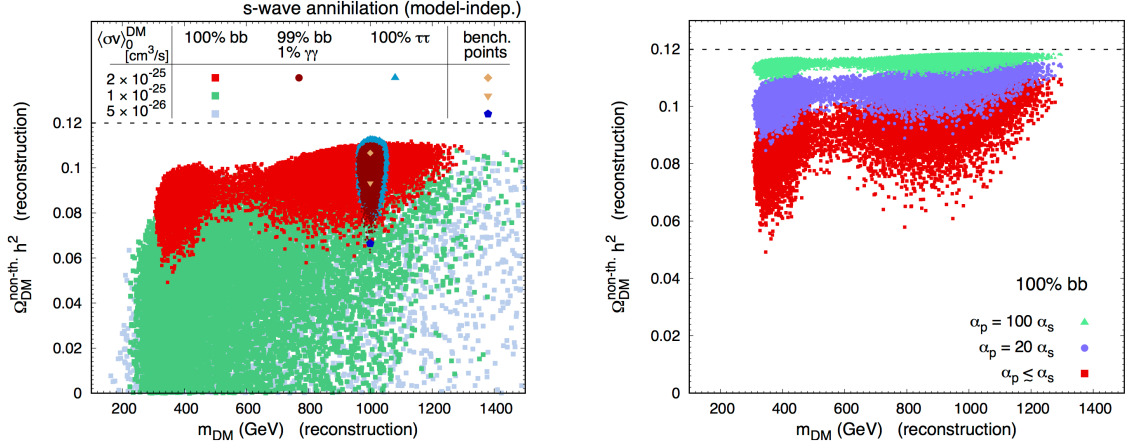 s-wave annihilation (model-indep.)
⟨σv⟩₀ᴰᴹ 100% bb 99% bb 100% ττ bench.
[cm³/s] 1% γγ points
2 × 10⁻²⁵
1 × 10⁻²⁵
5 × 10⁻²⁶
0.12
0.1
0.08
0.06
0.04
0.02
0
200 400 600 800 1000 1200 1400
m_DM (GeV) (reconstruction)
Ω_DM^non-th. h² (reconstruction)
0.12
0.1
0.08
0.06
0.04
0.02
0
100% bb
α_p = 100 α_s
α_p = 20 α_s
α_p ≲ α_s
200 400 600 800 1000 1200 1400
m_DM (GeV) (reconstruction)
Ω_DM^non-th. h² (reconstruction)